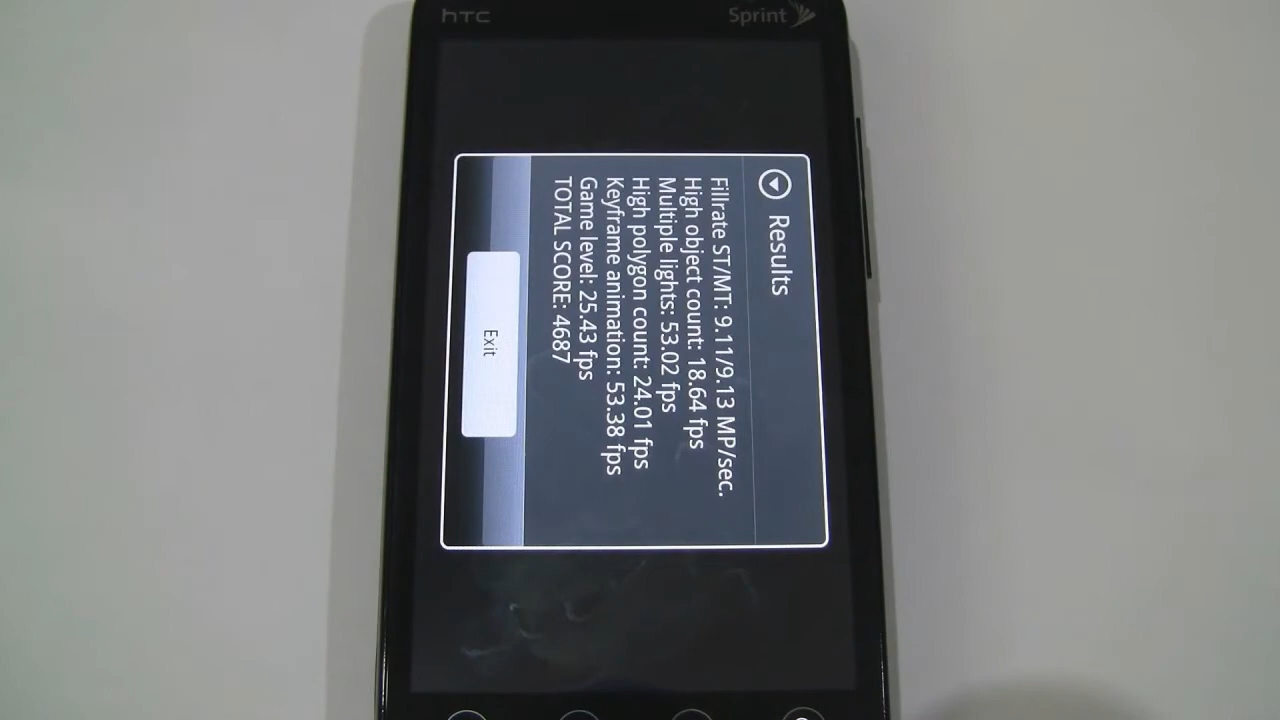 hTC
Sprint
Results
Fillrate ST/MT: 9.11/9.13 MP/sec.
High object count: 18.64 fps
Multiple lights: 53.02 fps
High polygon count: 24.01 fps
Keyframe animation: 53.38 fps
Game level: 25.43 fps
TOTAL SCORE: 4687
Exit